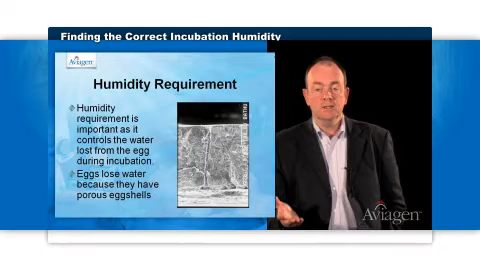 Finding the Correct Incubation Humidity
Aviagen
Humidity Requirement
Humidity
requirement is
important as it
controls the water
lost from the egg
during incubation.
Eggs lose water
because they have
porous eggshells
Aviagen